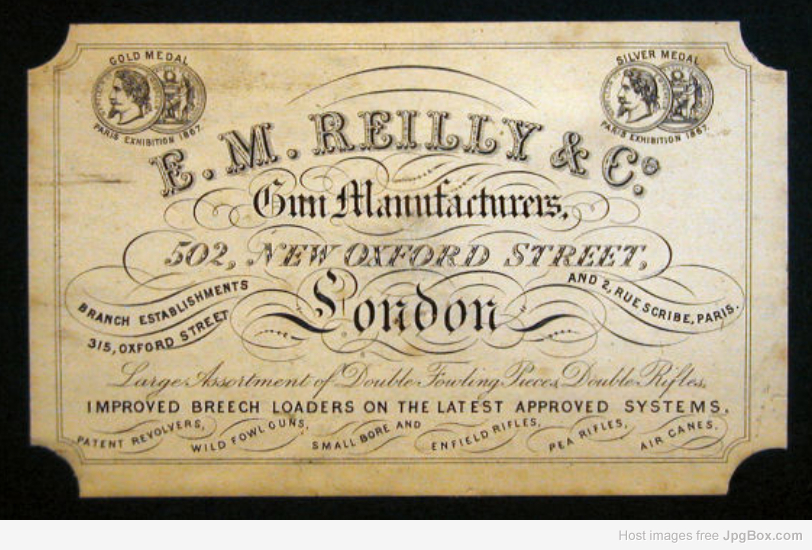 GOLD MEDAL
PARIS EXHIBITION 1867
SILVER MEDAL
PARIS EXHIBITION 1867
E. M. REILLY & Co.
Gun Manufacturers,
502, NEW OXFORD STREET,
London
BRANCH ESTABLISHMENTS
315, OXFORD STREET
AND 2, RUE SCRIBE, PARIS.
Large Assortment of Double Fowling Pieces, Double Rifles,
IMPROVED BREECH LOADERS ON THE LATEST APPROVED SYSTEMS,
PATENT REVOLVERS, WILD FOWL GUNS, SMALL BORE AND ENFIELD RIFLES, PEA RIFLES, AIR CANES.
Host images free JpgBox.com